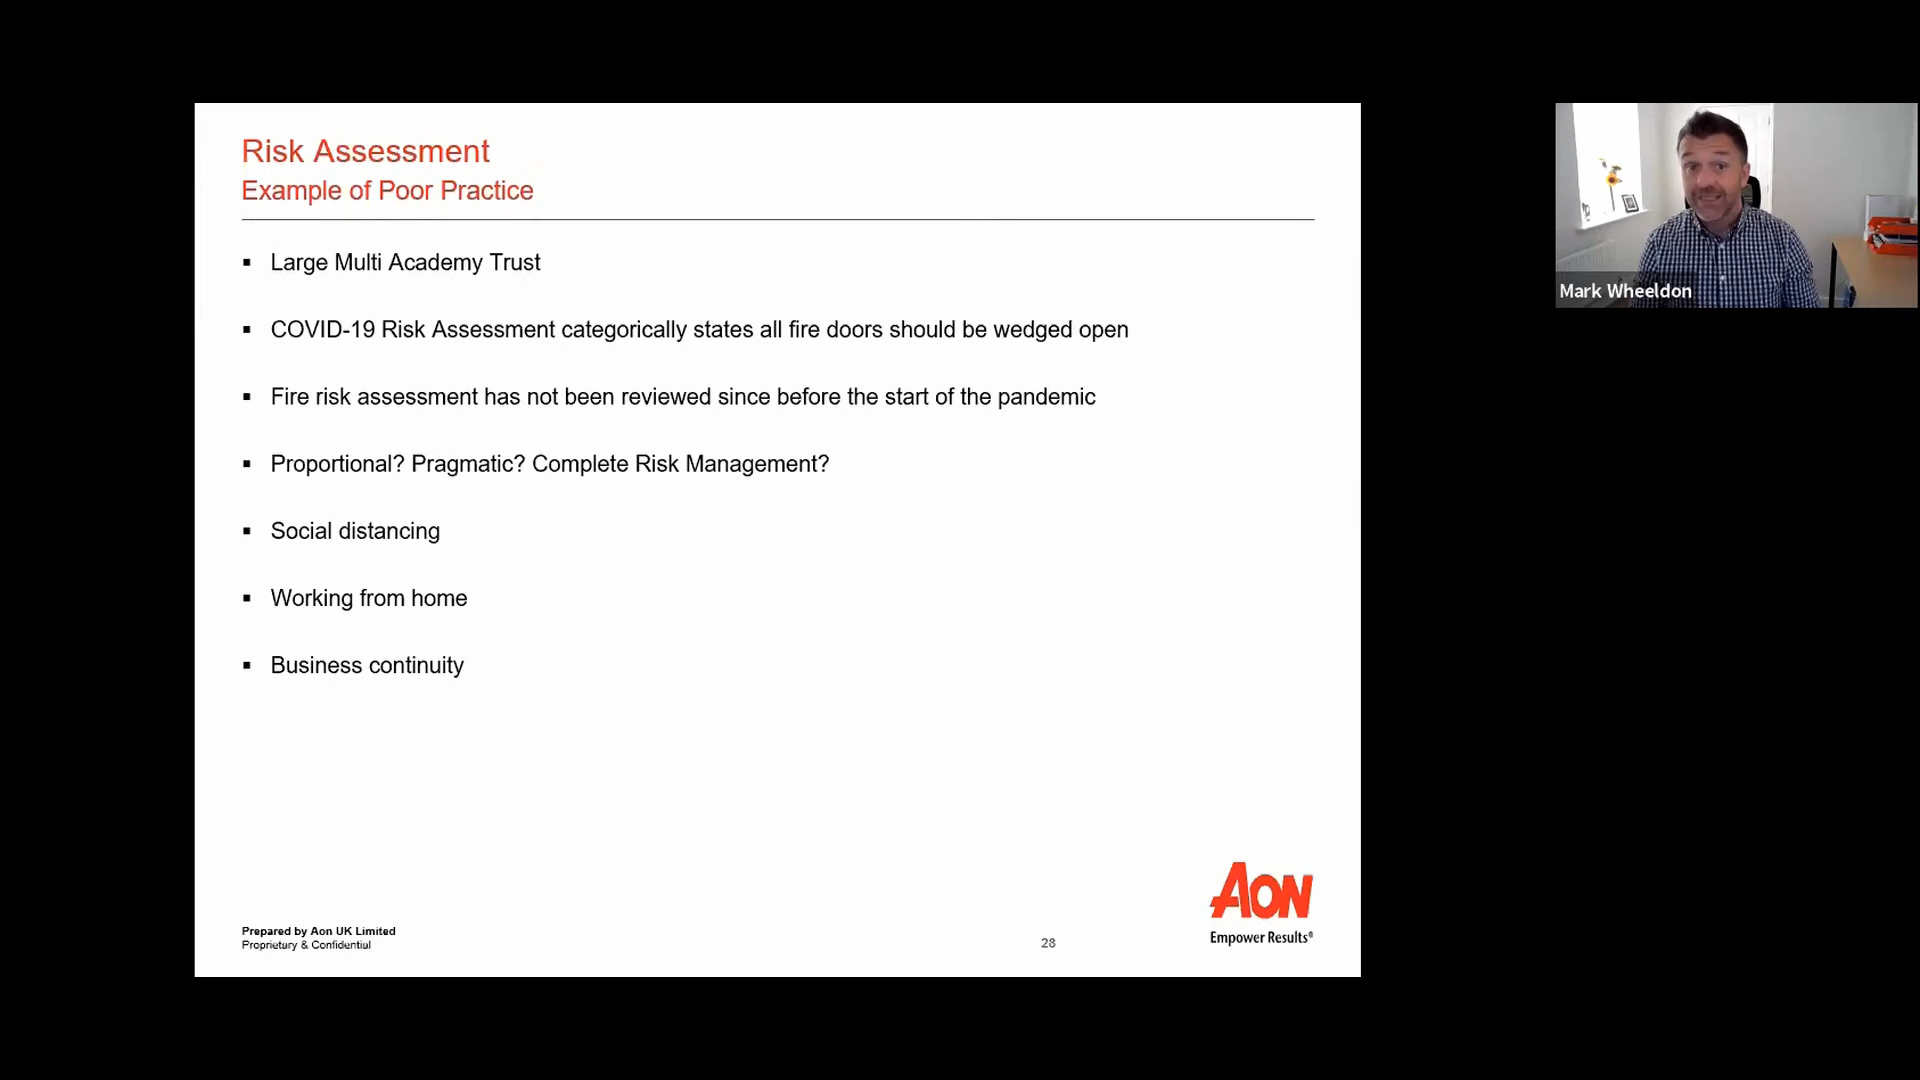 Risk Assessment
Example of Poor Practice
▪ Large Multi Academy Trust
▪ COVID-19 Risk Assessment categorically states all fire doors should be wedged open
▪ Fire risk assessment has not been reviewed since before the start of the pandemic
▪ Proportional? Pragmatic? Complete Risk Management?
▪ Social distancing
▪ Working from home
▪ Business continuity
Prepared by Aon UK Limited
Proprietary & Confidential
28
AON
Empower Results®
Mark Wheeldon